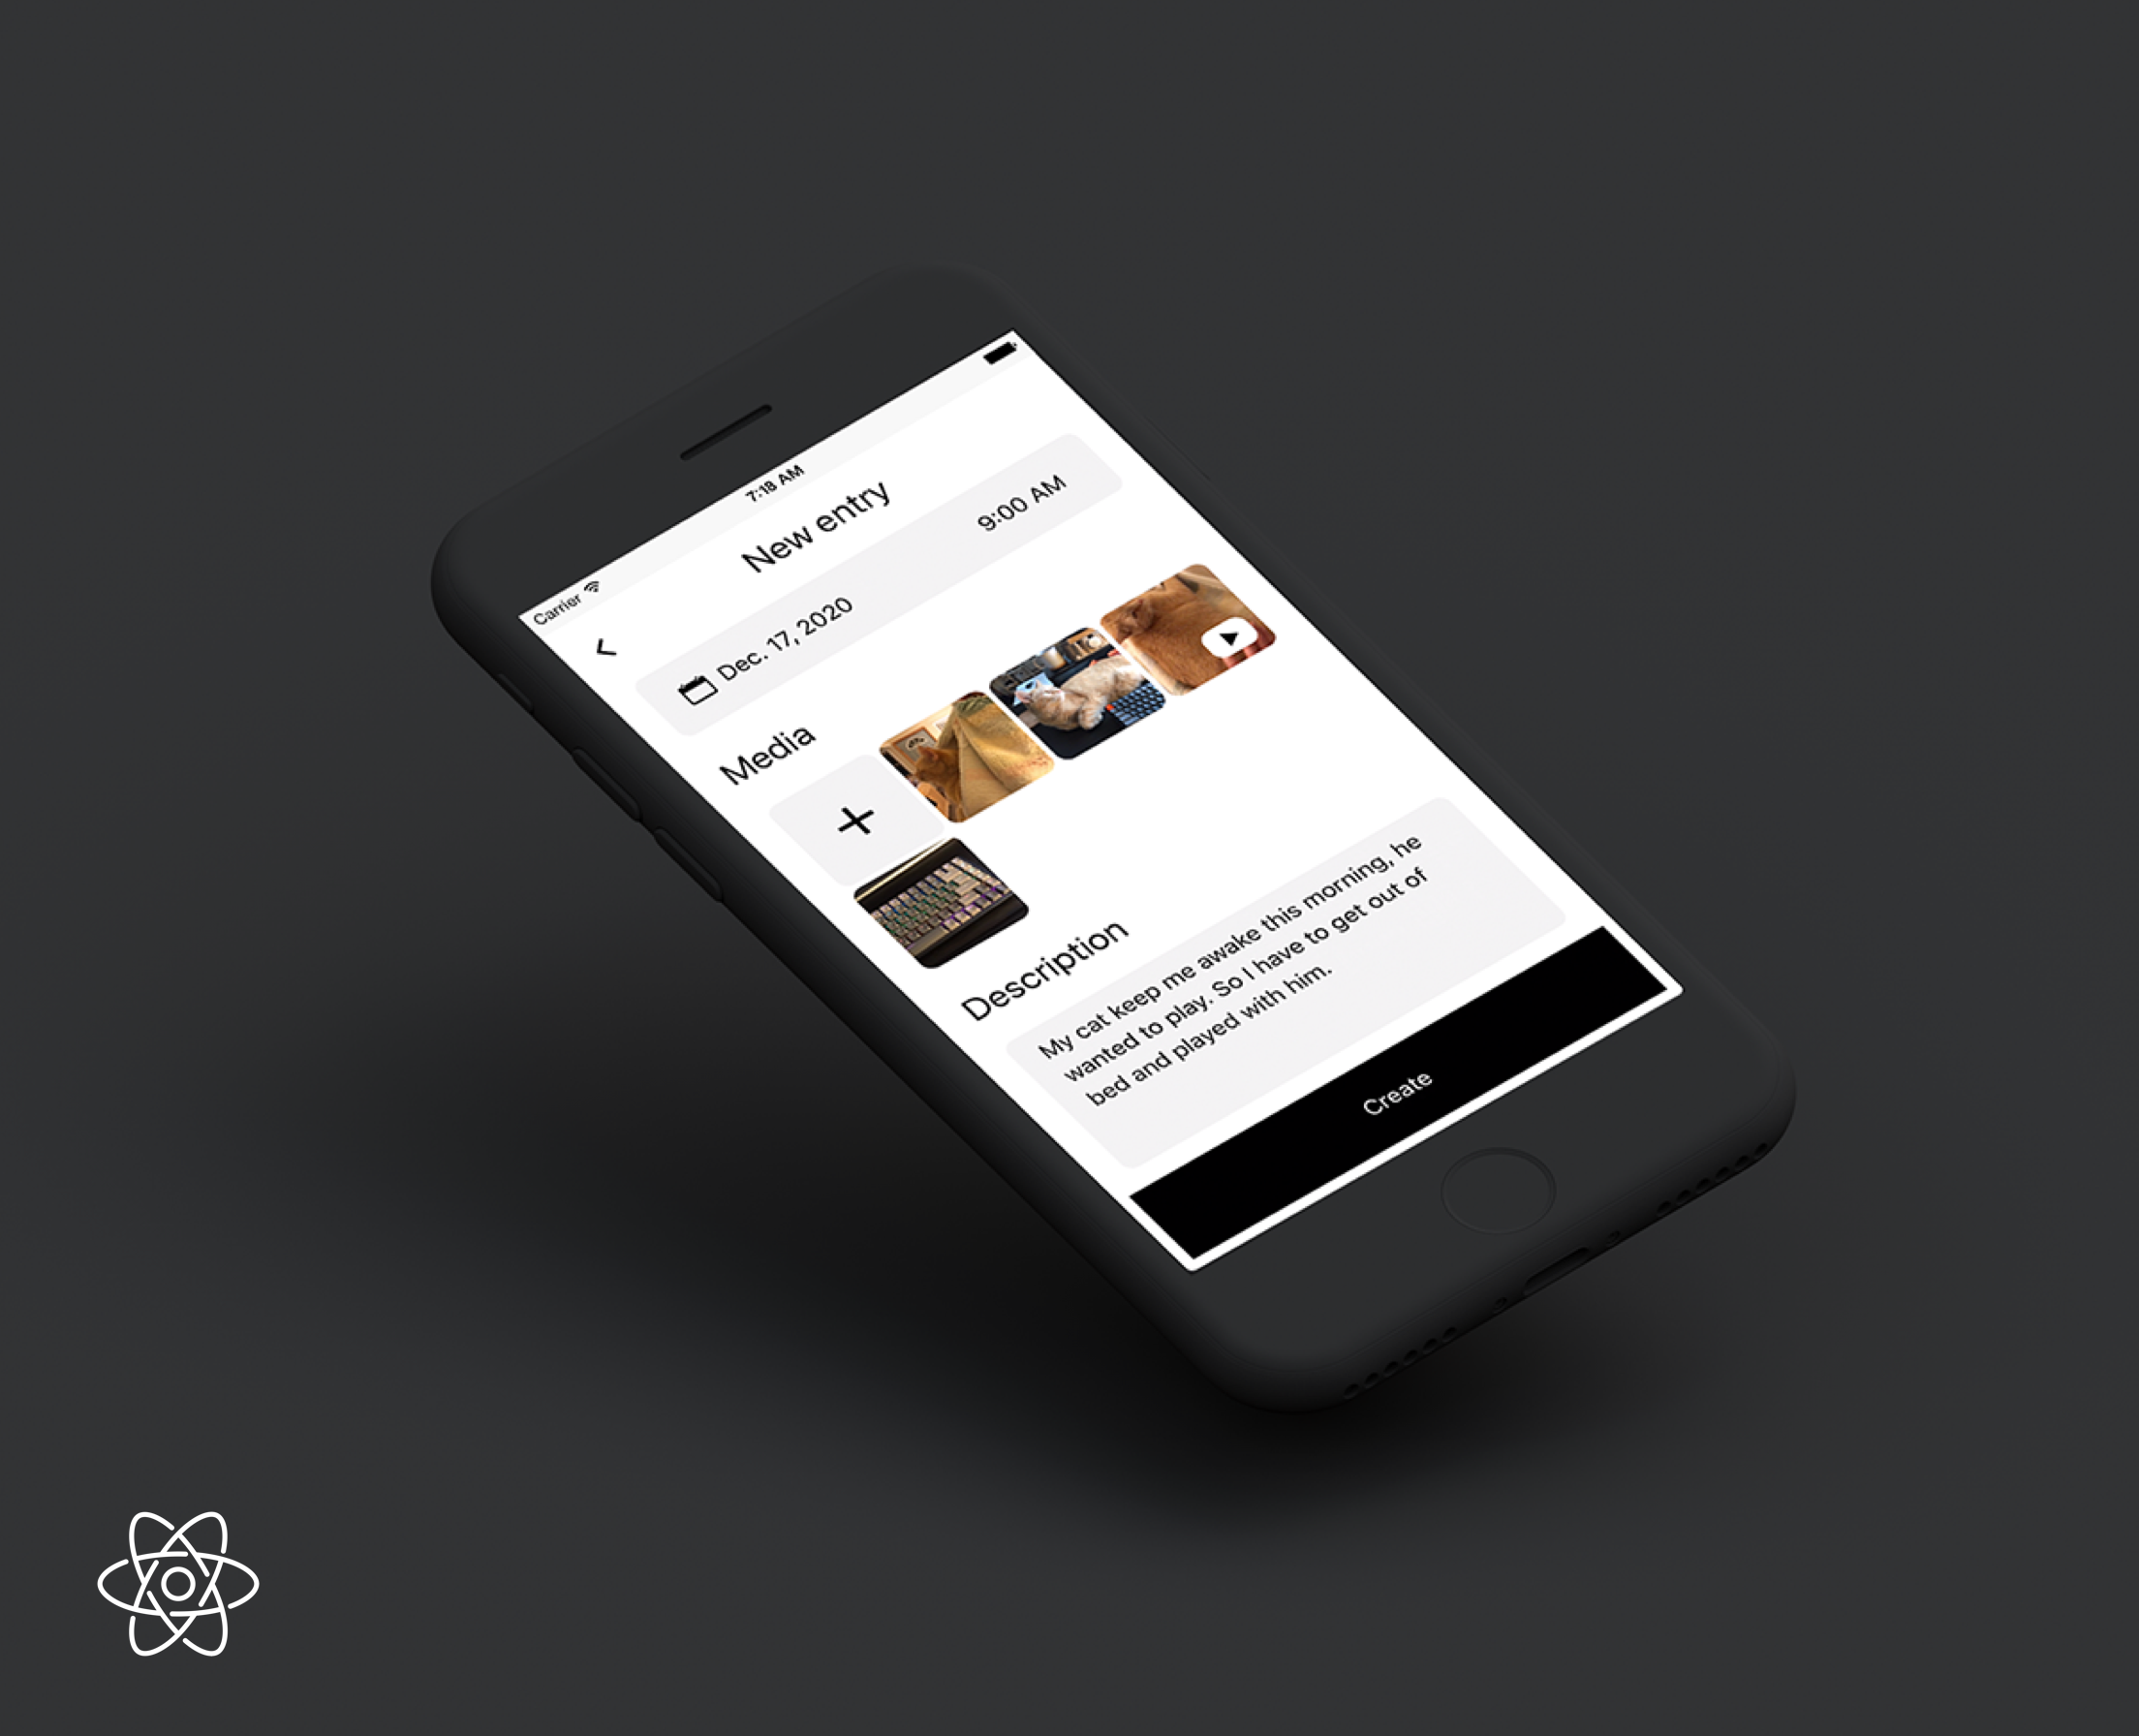 Carrier
7:18 AM
New entry
Dec. 17, 2020
9:00 AM
Media
Description
My cat keep me awake this morning, he
wanted to play. So I have to get out of
bed and played with him.
Create